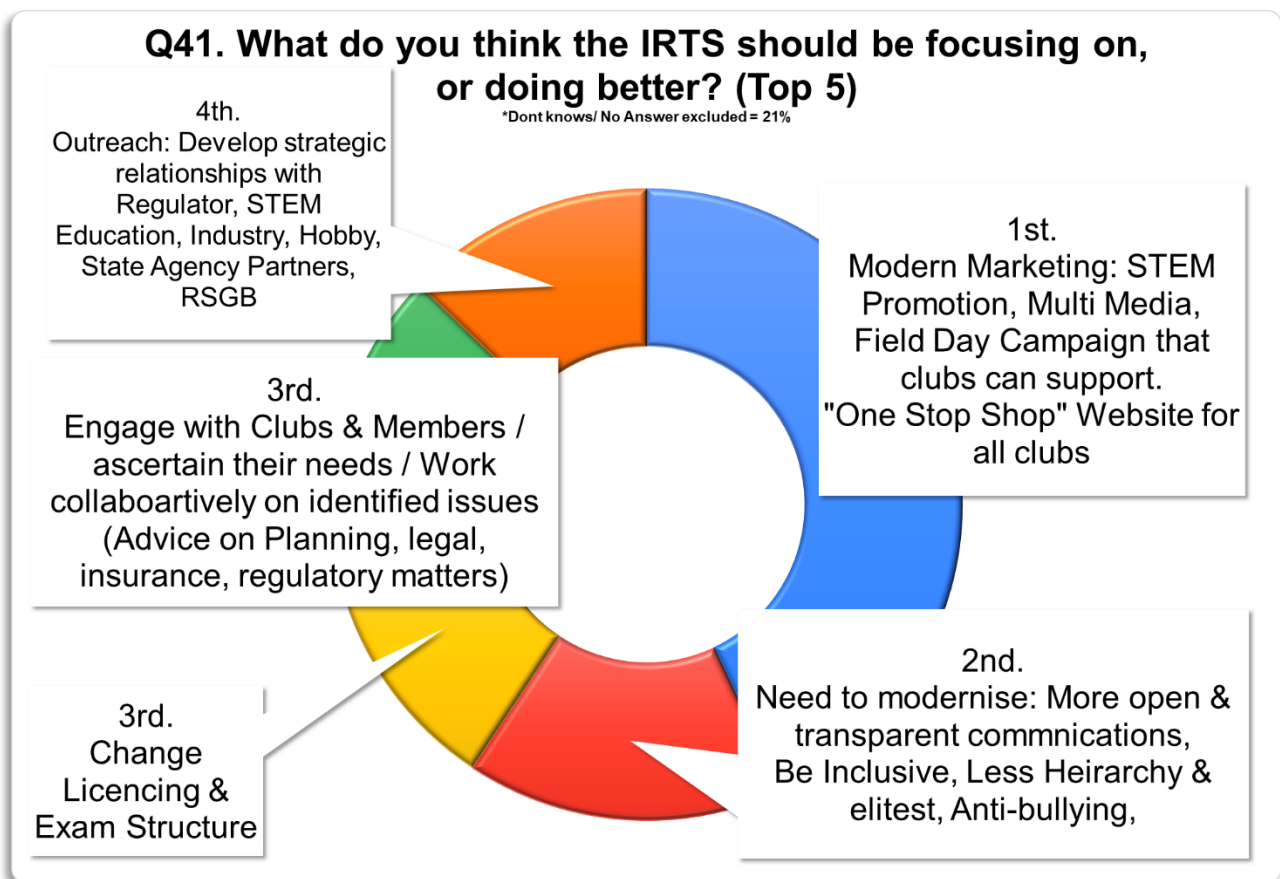 Q41. What do you think the IRTS should be focusing on,
or doing better? (Top 5)
*Dont knows/ No Answer excluded = 21%
4th.
Outreach: Develop strategic
relationships with
Regulator, STEM
Education, Industry, Hobby,
State Agency Partners,
RSGB
1st.
Modern Marketing: STEM
Promotion, Multi Media,
Field Day Campaign that
clubs can support.
"One Stop Shop" Website for
all clubs
3rd.
Engage with Clubs & Members /
ascertain their needs / Work
collaboartively on identified issues
(Advice on Planning, legal,
insurance, regulatory matters)
2nd.
Need to modernise: More open &
transparent commnications,
Be Inclusive, Less Heirarchy &
elitest, Anti-bullying,
3rd.
Change
Licencing &
Exam Structure